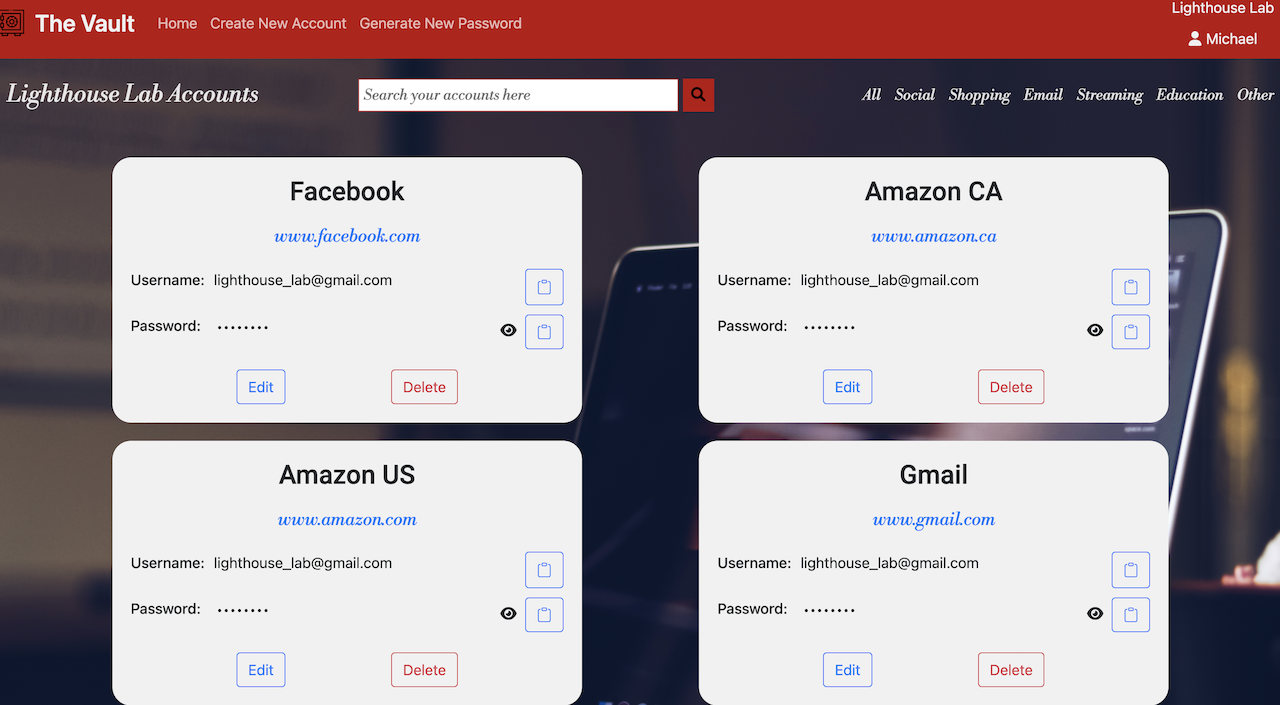 The Vault Home Create New Account Generate New Password
Lighthouse Lab
Michael
Lighthouse Lab Accounts
Search your accounts here
All Social Shopping Email Streaming Education Other
Facebook
www.facebook.com
Username: lighthouse_lab@gmail.com
Password: ········
Edit Delete
Amazon CA
www.amazon.ca
Username: lighthouse_lab@gmail.com
Password: ········
Edit Delete
Amazon US
www.amazon.com
Username: lighthouse_lab@gmail.com
Password: ········
Edit Delete
Gmail
www.gmail.com
Username: lighthouse_lab@gmail.com
Password: ········
Edit Delete